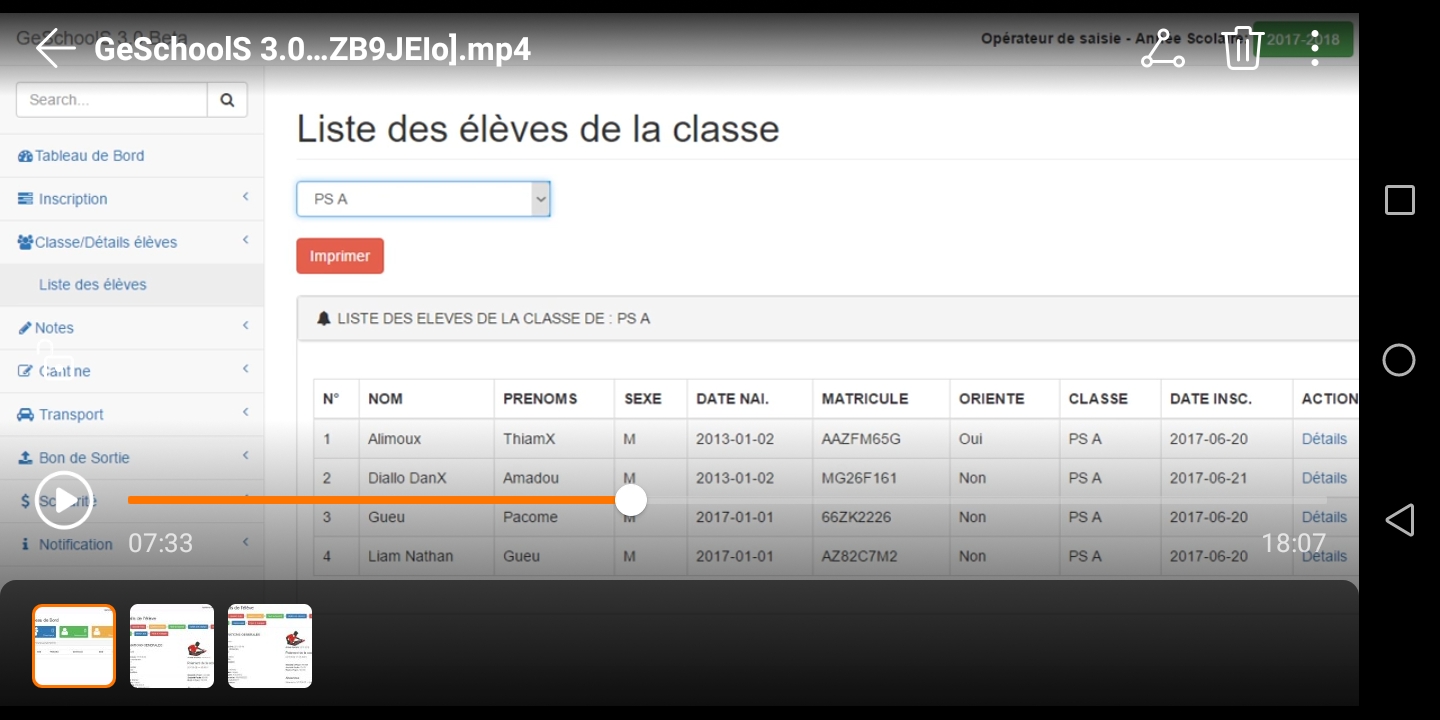 GeSchoolS 3.0 Beta
GeSchoolS 3.0…ZB9JEIo].mp4
Opérateur de saisie - Année Scolaire 2017-2018
Search...
Liste des élèves de la classe
Tableau de Bord
Inscription
PS A
Classe/Détails élèves
Imprimer
Liste des élèves
LISTE DES ELEVES DE LA CLASSE DE : PS A
Notes
Cantine
Transport
Bon de Sortie
Scolarité
Notification
N° NOM PRENOMS SEXE DATE NAI. MATRICULE ORIENTE CLASSE DATE INSC. ACTION
1 Alimoux ThiamX M 2013-01-02 AAZFM65G Oui PS A 2017-06-20 Détails
2 Diallo DanX Amadou M 2013-01-02 MG26F161 Non PS A 2017-06-21 Détails
3 Gueu Pacome M 2017-01-01 66ZK2226 Non PS A 2017-06-20 Détails
4 Liam Nathan Gueu M 2017-01-01 AZ82C7M2 Non PS A 2017-06-20 Détails
07:33
18:07